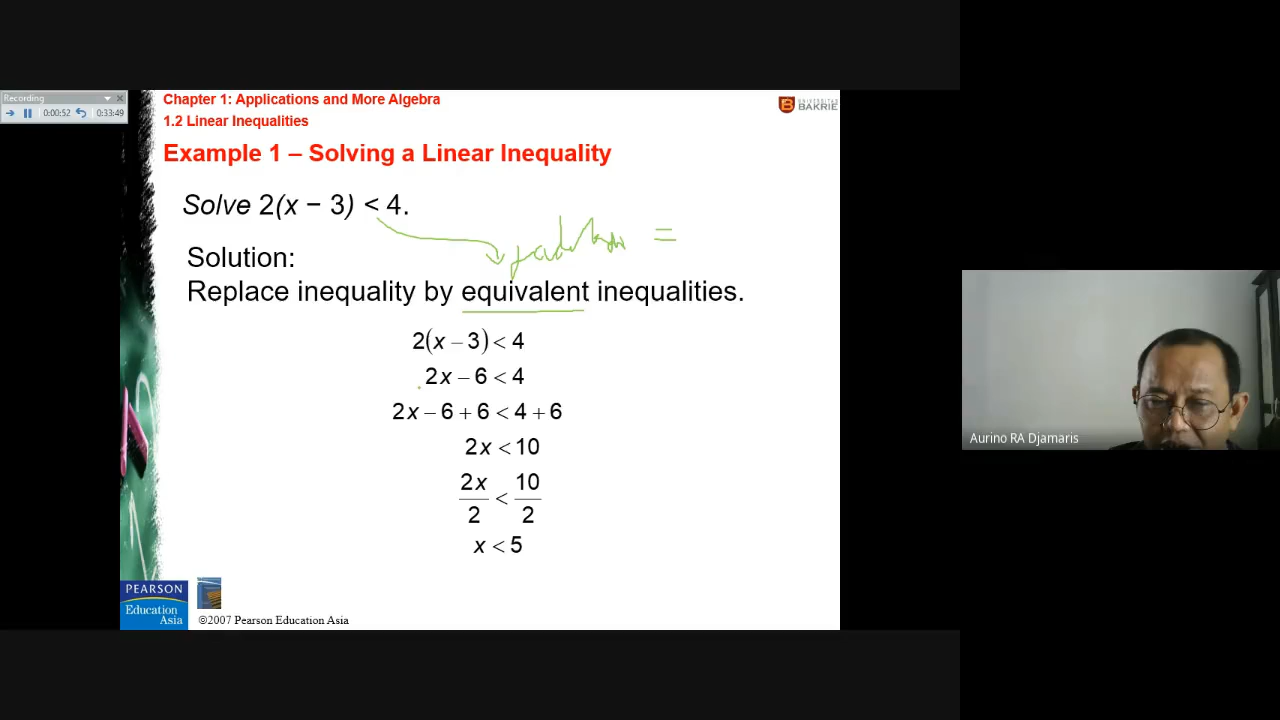 Recording
0:00:52 0:33:49
Chapter 1: Applications and More Algebra
1.2 Linear Inequalities
UNIVERSITAS
BAKRIE
Example 1 – Solving a Linear Inequality
Solve 2(x − 3) < 4.
=
Solution:
Replace inequality by equivalent inequalities.
2(x − 3) < 4
2x − 6 < 4
2x − 6 + 6 < 4 + 6
2x < 10
2x/2 < 10/2
x < 5
PEARSON
Education
Asia
©2007 Pearson Education Asia
Aurino RA Djamaris